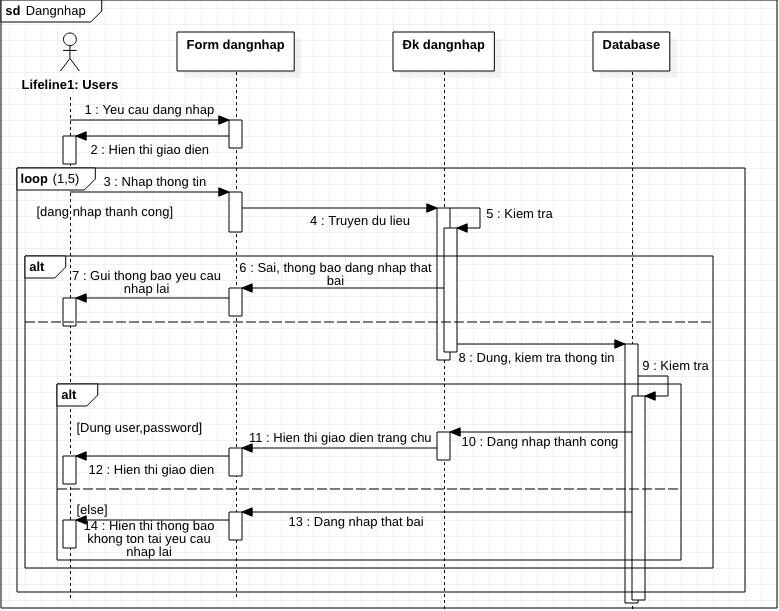 sd Dangnhap
Form dangnhap
Đk dangnhap
Database
Lifeline1: Users
1 : Yeu cau dang nhap
2 : Hien thi giao dien
loop (1,5)
3 : Nhap thong tin
[dang nhap thanh cong]
4 : Truyen du lieu
5 : Kiem tra
alt
6 : Sai, thong bao dang nhap that
bai
7 : Gui thong bao yeu cau
nhap lai
8 : Dung, kiem tra thong tin
9 : Kiem tra
alt
[Dung user,password]
10 : Dang nhap thanh cong
11 : Hien thi giao dien trang chu
12 : Hien thi giao dien
[else]
13 : Dang nhap that bai
14 : Hien thi thong bao
khong ton tai yeu cau
nhap lai